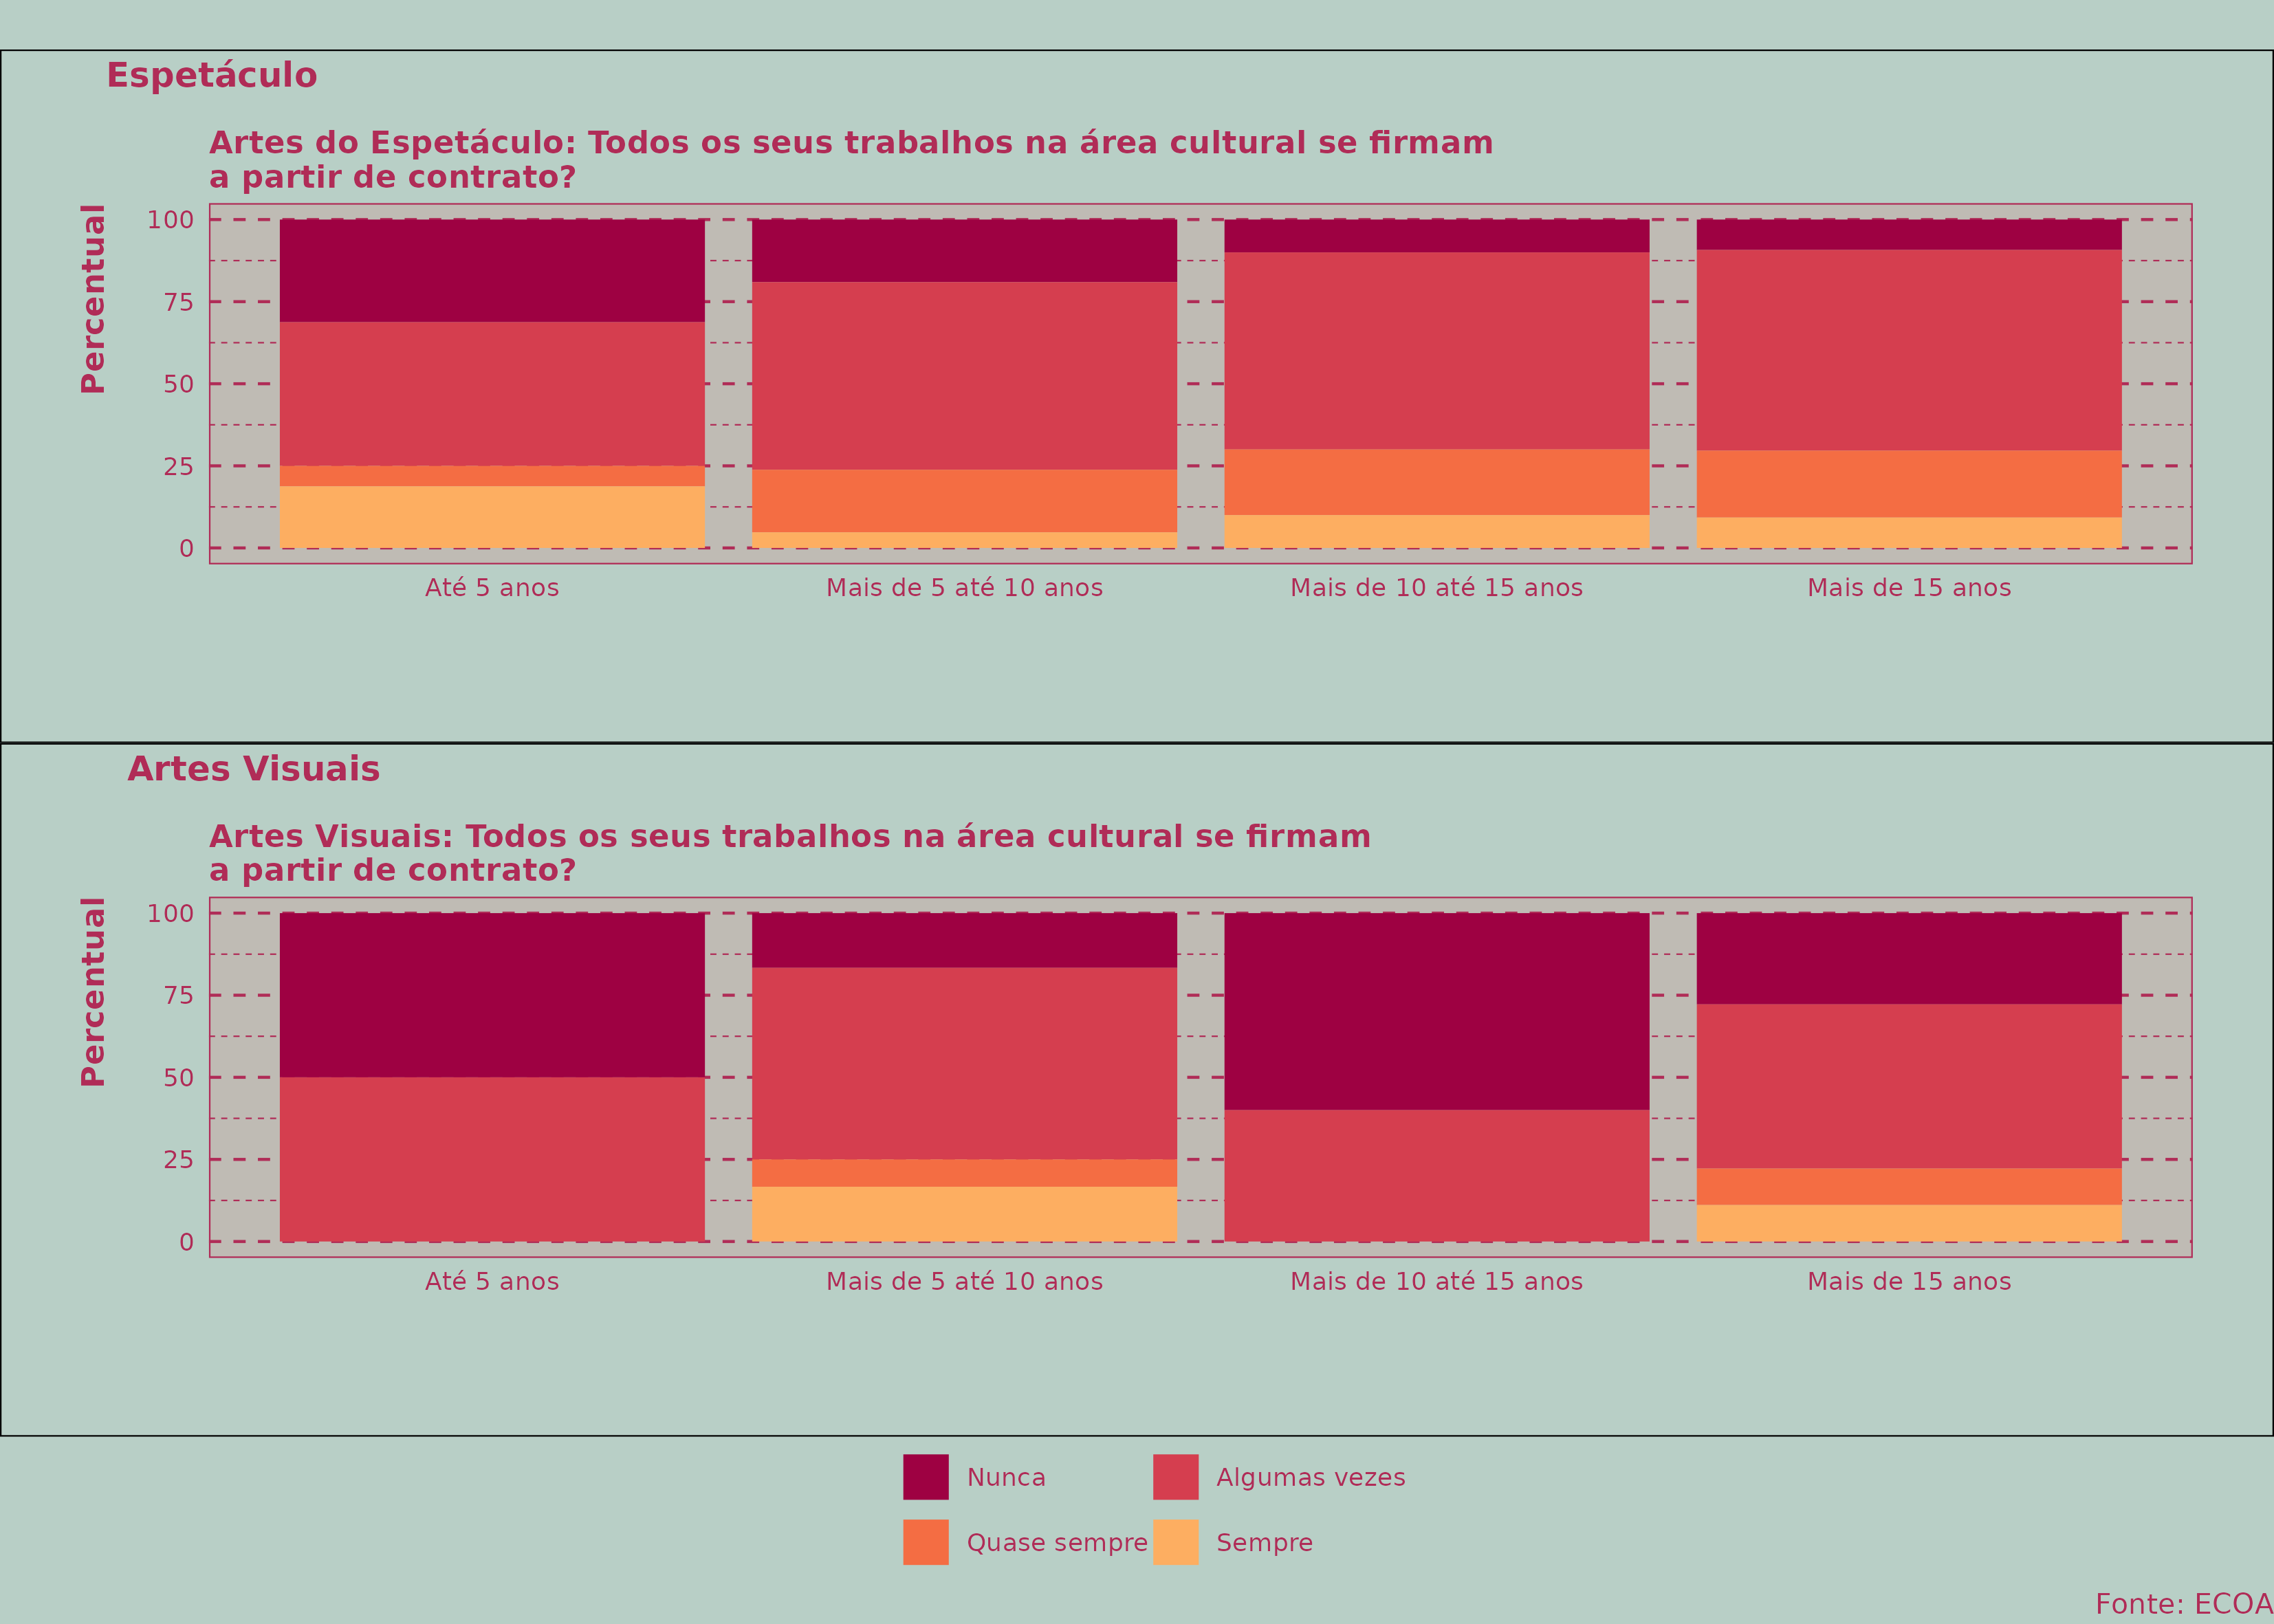 Espetáculo
Artes do Espetáculo: Todos os seus trabalhos na área cultural se firmam
a partir de contrato?
Percentual
100
75
50
25
0
Até 5 anos
Mais de 5 até 10 anos
Mais de 10 até 15 anos
Mais de 15 anos
Artes Visuais
Artes Visuais: Todos os seus trabalhos na área cultural se firmam
a partir de contrato?
Percentual
100
75
50
25
0
Até 5 anos
Mais de 5 até 10 anos
Mais de 10 até 15 anos
Mais de 15 anos
Nunca
Algumas vezes
Quase sempre
Sempre
Fonte: ECOA